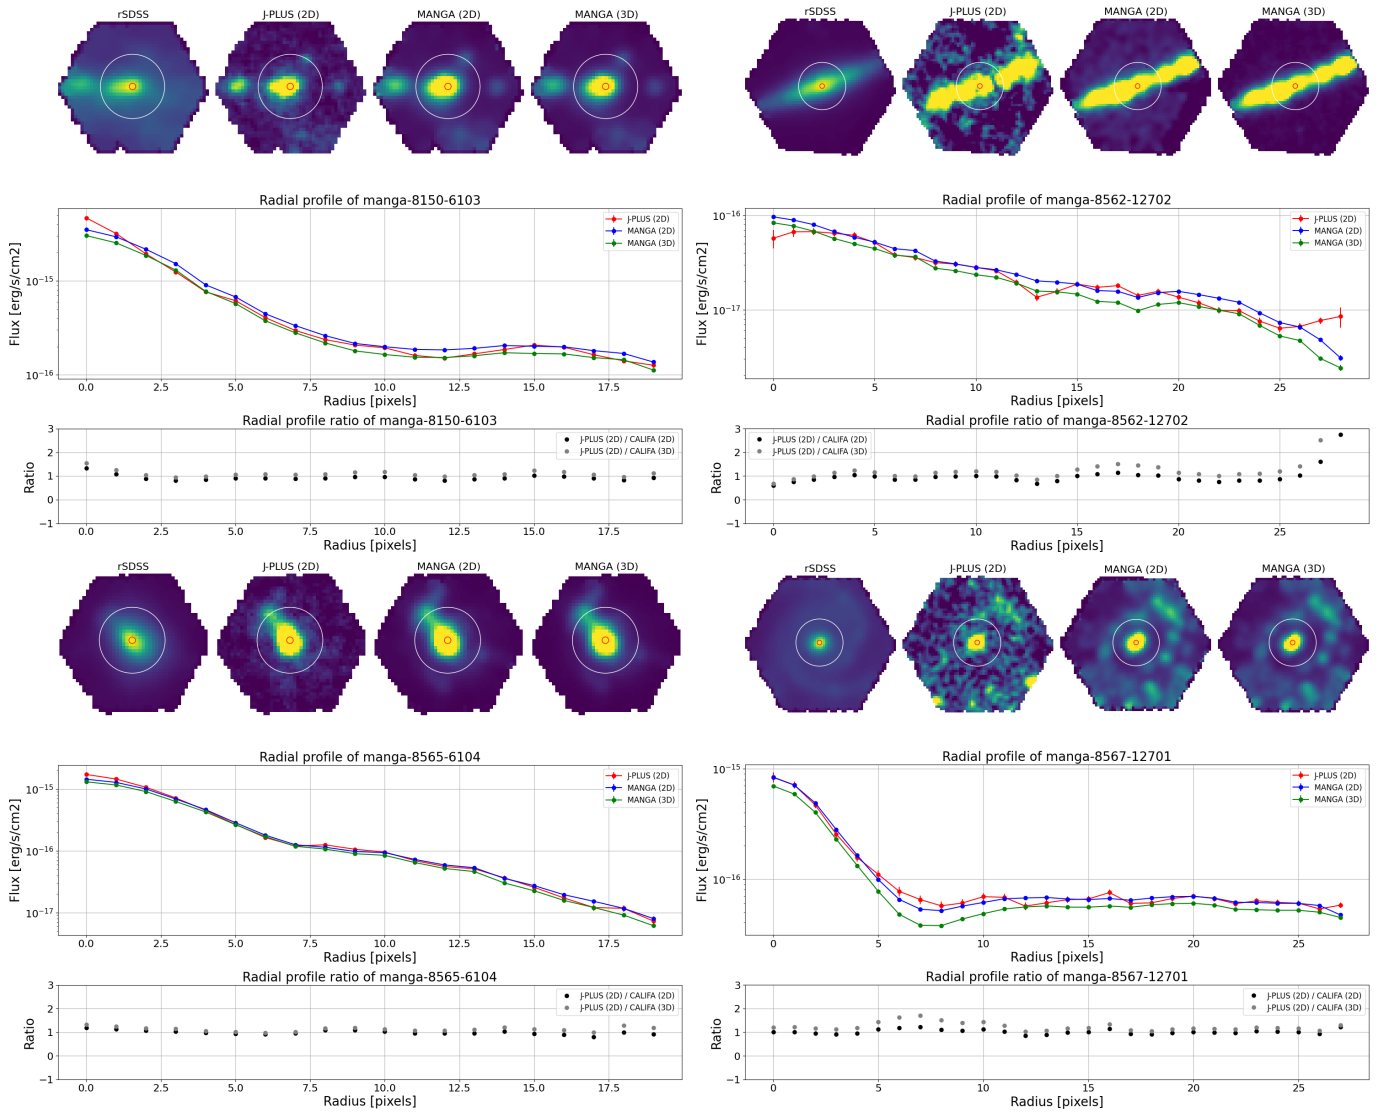 rSDSS J-PLUS (2D) MANGA (2D) MANGA (3D)
Radial profile of manga-8150-6103
Flux [erg/s/cm2]
10⁻¹⁵
10⁻¹⁶
J-PLUS (2D)
MANGA (2D)
MANGA (3D)
0.0 2.5 5.0 7.5 10.0 12.5 15.0 17.5
Radius [pixels]
Radial profile ratio of manga-8150-6103
Ratio
3
2
1
0
−1
J-PLUS (2D) / CALIFA (2D)
J-PLUS (2D) / CALIFA (3D)
0.0 2.5 5.0 7.5 10.0 12.5 15.0 17.5
Radius [pixels]
rSDSS J-PLUS (2D) MANGA (2D) MANGA (3D)
Radial profile of manga-8562-12702
Flux [erg/s/cm2]
10⁻¹⁶
10⁻¹⁷
J-PLUS (2D)
MANGA (2D)
MANGA (3D)
0 5 10 15 20 25
Radius [pixels]
Radial profile ratio of manga-8562-12702
Ratio
3
2
1
0
−1
J-PLUS (2D) / CALIFA (2D)
J-PLUS (2D) / CALIFA (3D)
0 5 10 15 20 25
Radius [pixels]
rSDSS J-PLUS (2D) MANGA (2D) MANGA (3D)
Radial profile of manga-8565-6104
Flux [erg/s/cm2]
10⁻¹⁵
10⁻¹⁶
10⁻¹⁷
J-PLUS (2D)
MANGA (2D)
MANGA (3D)
0.0 2.5 5.0 7.5 10.0 12.5 15.0 17.5
Radius [pixels]
Radial profile ratio of manga-8565-6104
Ratio
3
2
1
0
−1
J-PLUS (2D) / CALIFA (2D)
J-PLUS (2D) / CALIFA (3D)
0.0 2.5 5.0 7.5 10.0 12.5 15.0 17.5
Radius [pixels]
rSDSS J-PLUS (2D) MANGA (2D) MANGA (3D)
Radial profile of manga-8567-12701
Flux [erg/s/cm2]
10⁻¹⁵
10⁻¹⁶
J-PLUS (2D)
MANGA (2D)
MANGA (3D)
0 5 10 15 20 25
Radius [pixels]
Radial profile ratio of manga-8567-12701
Ratio
3
2
1
0
−1
J-PLUS (2D) / CALIFA (2D)
J-PLUS (2D) / CALIFA (3D)
0 5 10 15 20 25
Radius [pixels]